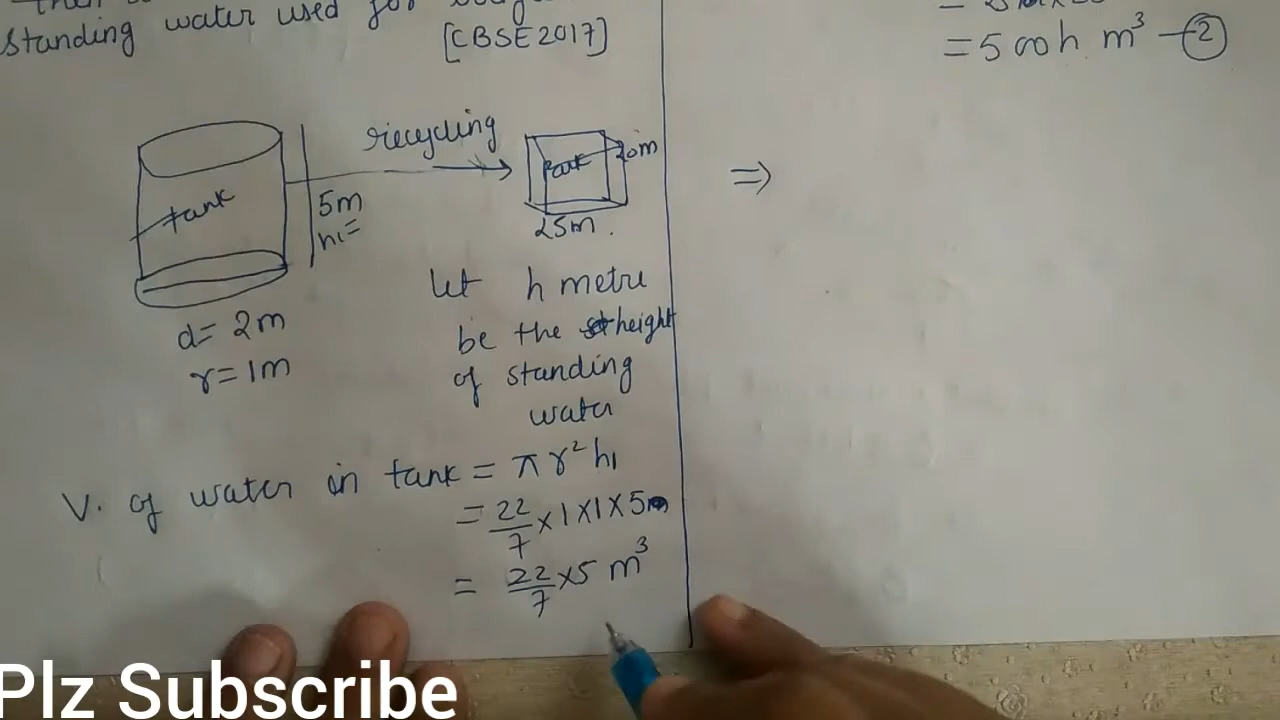 standing water used for
[CBSE2017]
recycling
tank
5m
h1=
tank
20m
25m.
d= 2m
r=1m
let h metre
be the height
of standing
water
V. of water in tank = πr²h1
= 22/7 × 1×1×5
= 22/7 ×5 m³
= 500h m³ —②
⇒
Plz Subscribe